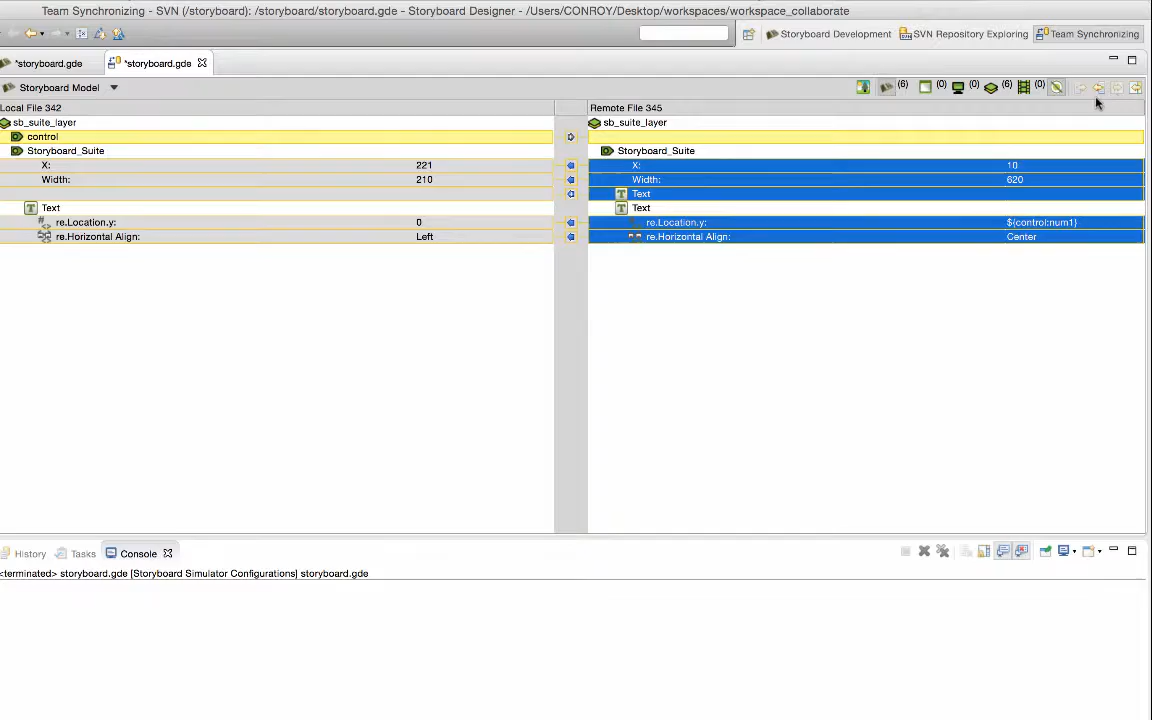 Team Synchronizing - SVN (/storyboard): /storyboard/storyboard.gde - Storyboard Designer - /Users/CONROY/Desktop/workspaces/workspace_collaborate
Storyboard Development SVN Repository Exploring Team Synchronizing
*storyboard.gde *storyboard.gde
Storyboard Model (6) (0) (0) (6) (0)
Local File 342 Remote File 345
sb_suite_layer sb_suite_layer
control
Storyboard_Suite Storyboard_Suite
X: 221 X: 10
Width: 210 Width: 620
Text
Text Text
re.Location.y: 0 re.Location.y: ${control:num1}
re.Horizontal Align: Left re.Horizontal Align: Center
History Tasks Console
<terminated> storyboard.gde [Storyboard Simulator Configurations] storyboard.gde